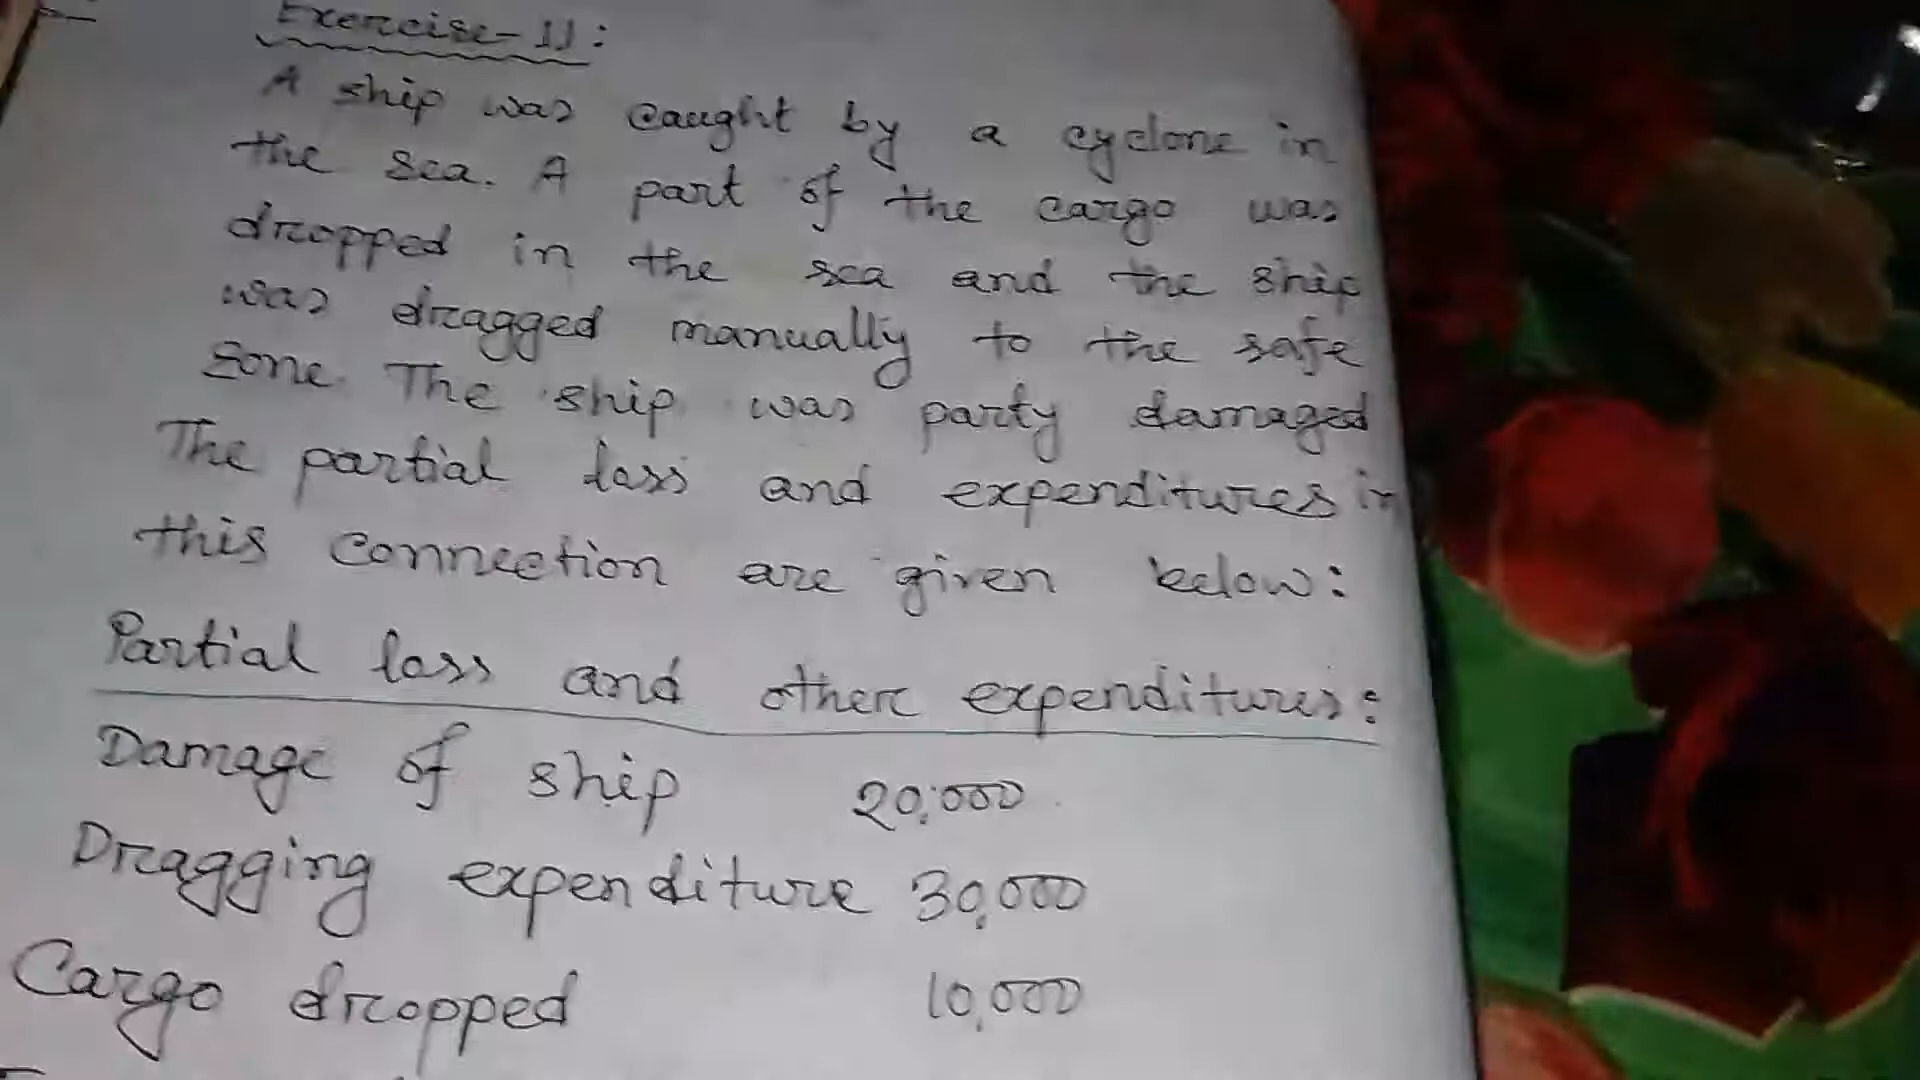 Exercise-11:
A ship was caught by a cyclone in
the sea. A part of the cargo was
dropped in the sea and the ship
was dragged manually to the safe
zone. The ship was party damaged
The partial loss and expenditures in
this connection are given below:
Partial loss and other expenditures:
Damage of ship 20,000
Dragging expenditure 30,000
Cargo dropped 10,000